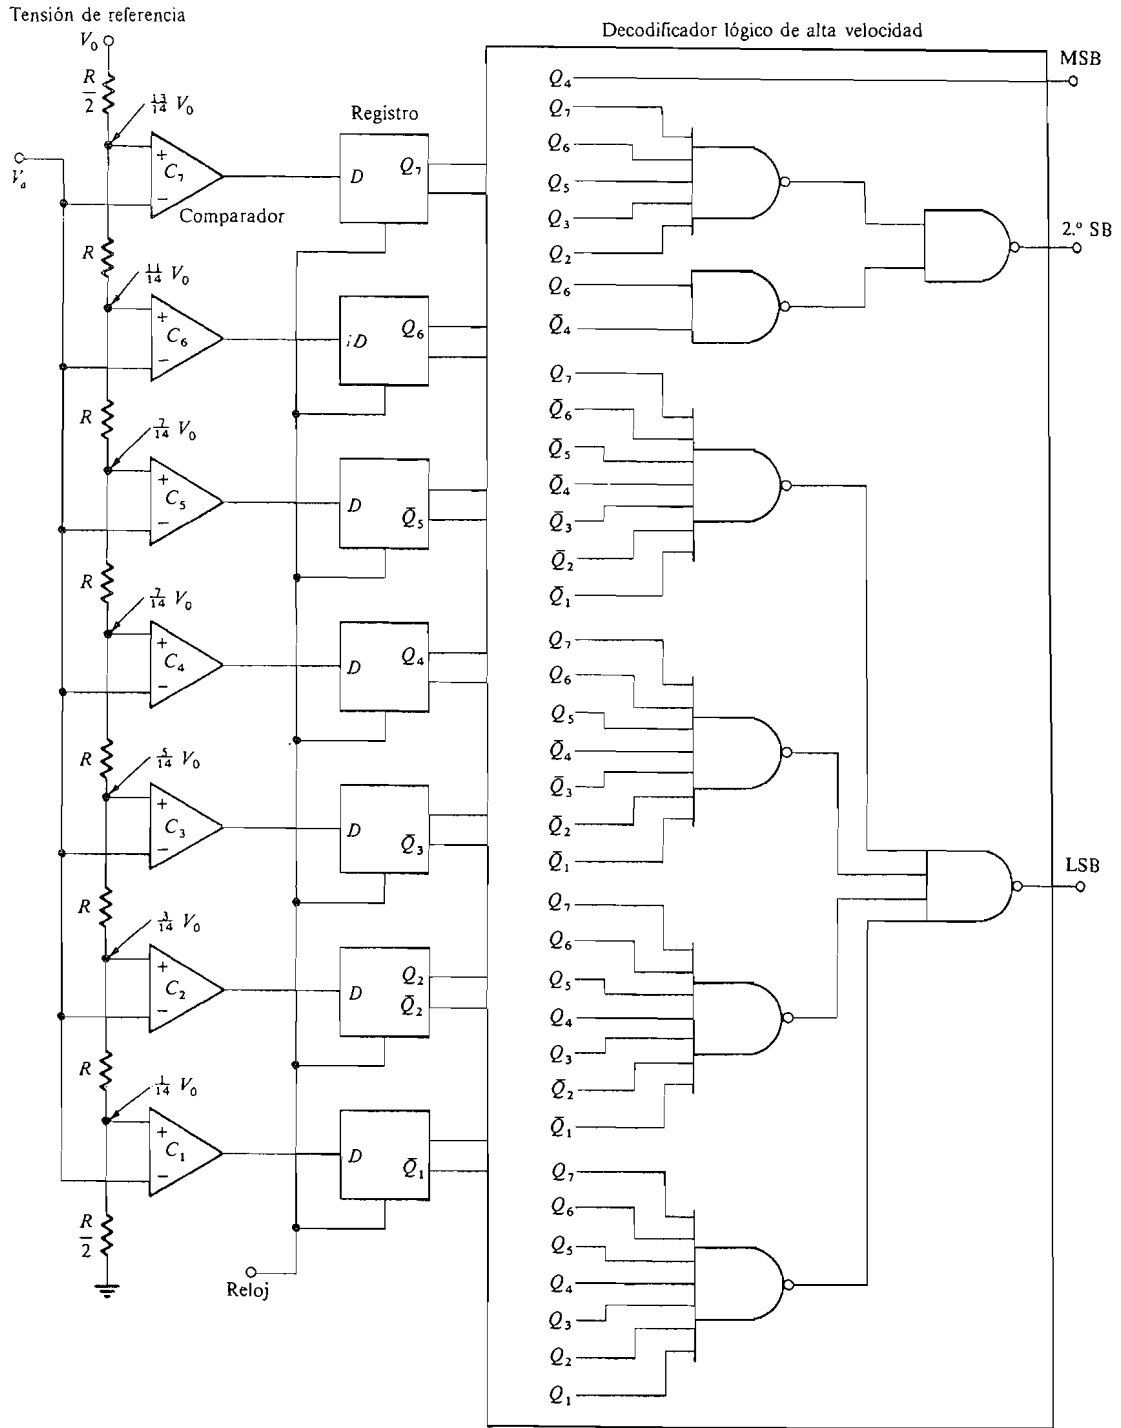 Tensión de referencia
V₀
R/2
13/14 V₀
Vₐ
+
C₇
−
Comparador
Registro
D
Q₇
R
11/14 V₀
+
C₆
−
iD
Q₆
R
7/14 V₀
+
C₅
−
D
Q̄₅
R
7/14 V₀
+
C₄
−
D
Q₄
R
5/14 V₀
+
C₃
−
D
Q̄₃
R
3/14 V₀
+
C₂
−
D
Q₂
Q̄₂
R
1/14 V₀
+
C₁
−
D
Q̄₁
R/2
Reloj
Decodificador lógico de alta velocidad
Q₄
MSB
Q₇
Q₆
Q₅
Q₃
Q₂
Q₆
Q̄₄
2.º SB
Q₇
Q̄₆
Q̄₅
Q̄₄
Q̄₃
Q̄₂
Q̄₁
Q₇
Q₆
Q₅
Q̄₄
Q̄₃
Q̄₂
Q̄₁
LSB
Q₇
Q₆
Q₅
Q₄
Q₃
Q̄₂
Q̄₁
Q₇
Q₆
Q₅
Q₄
Q₃
Q₂
Q₁